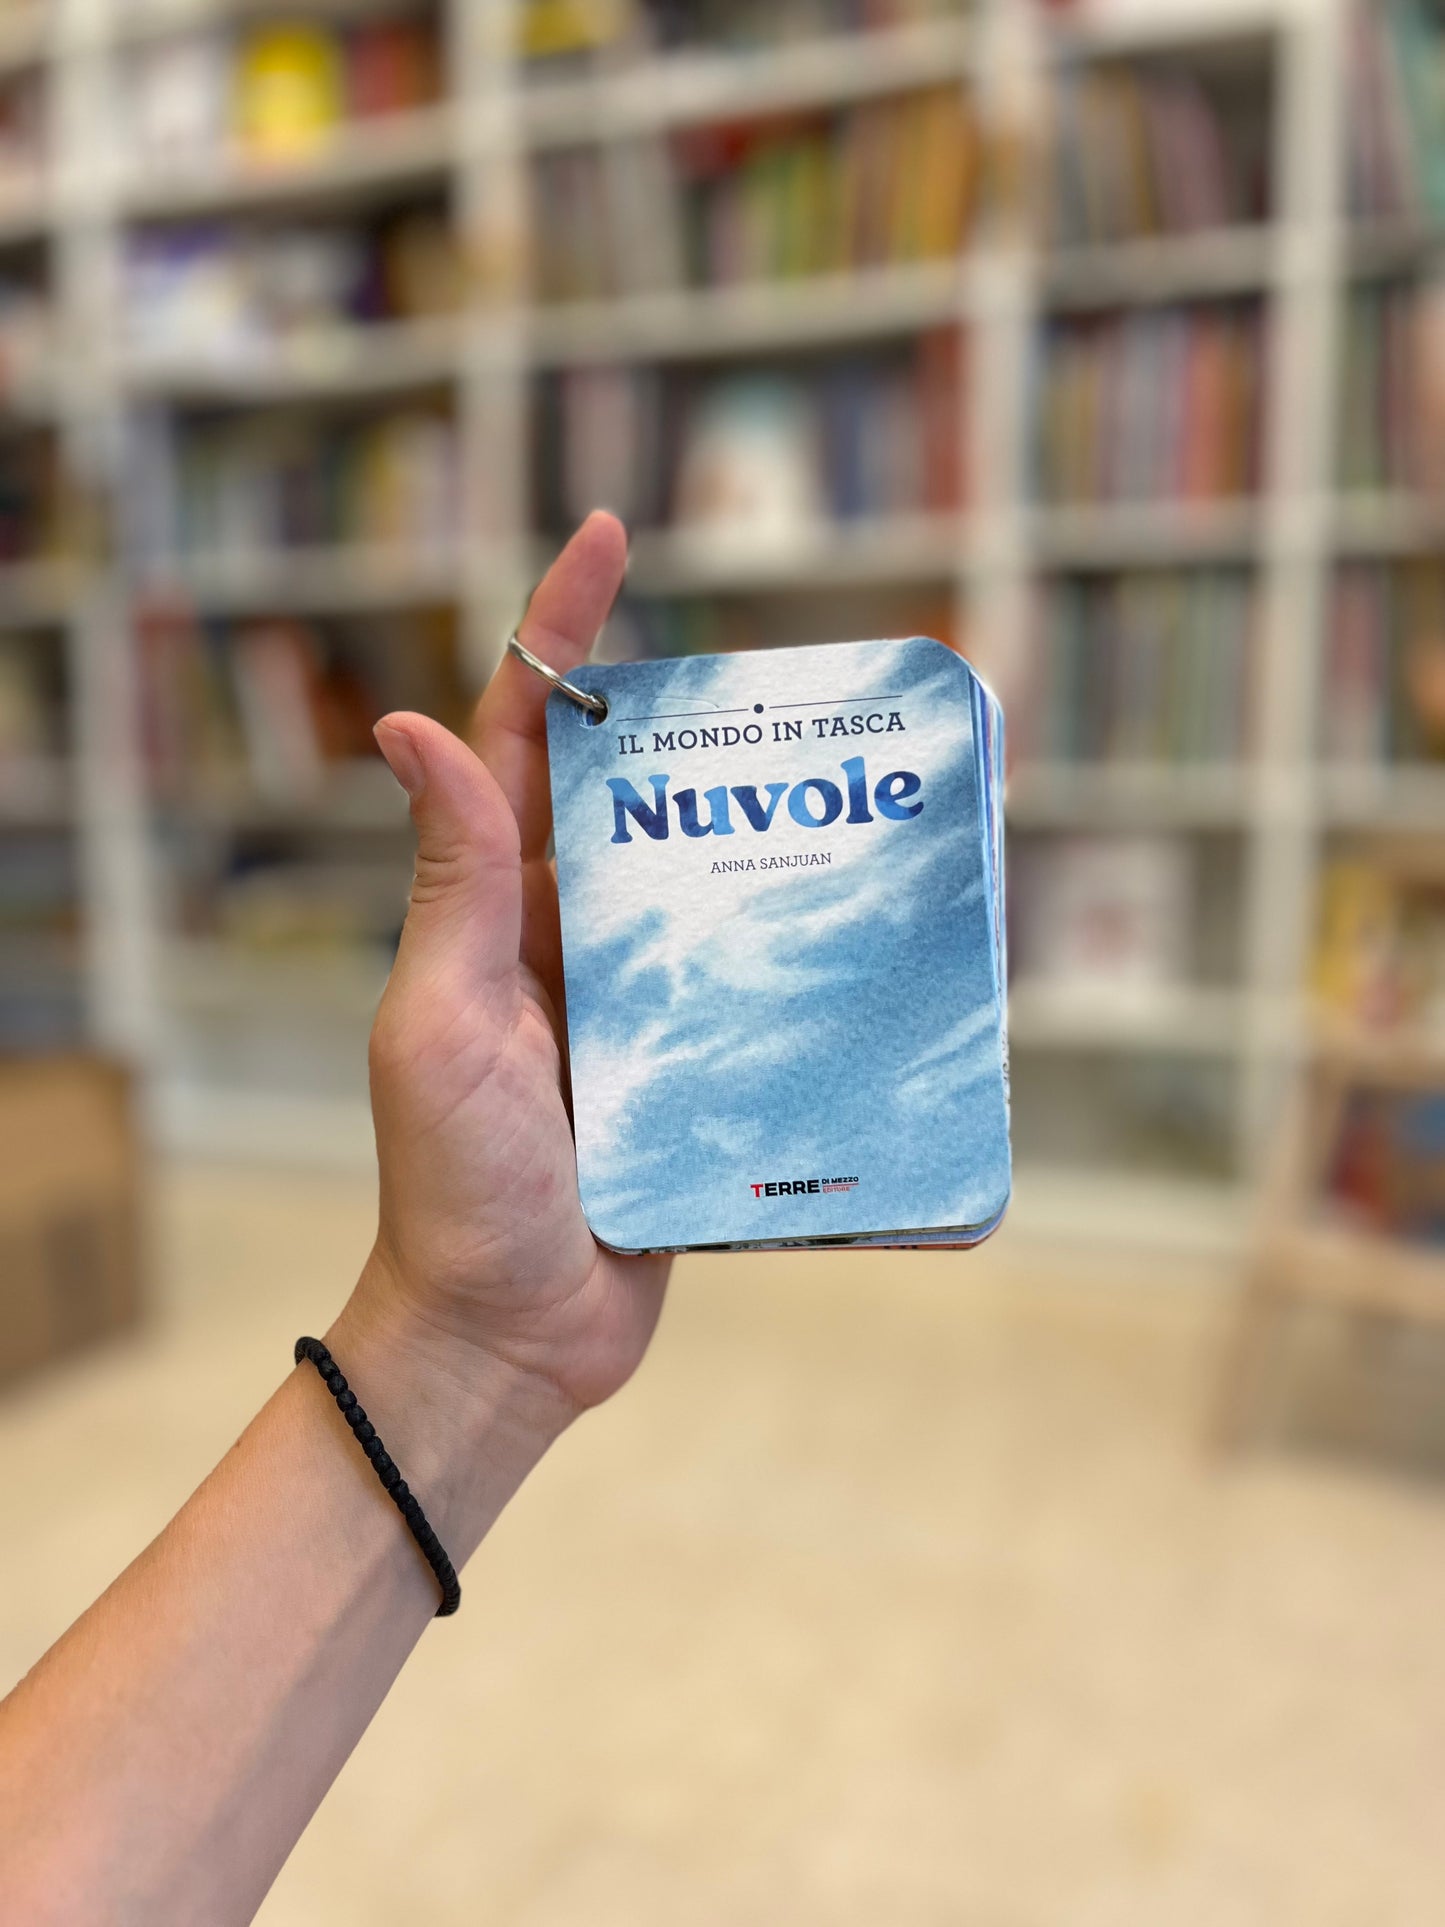 IL MONDO IN TASCA
Nuvole
ANNA SANJUAN
TERRE DI MEZZO
EDITORE